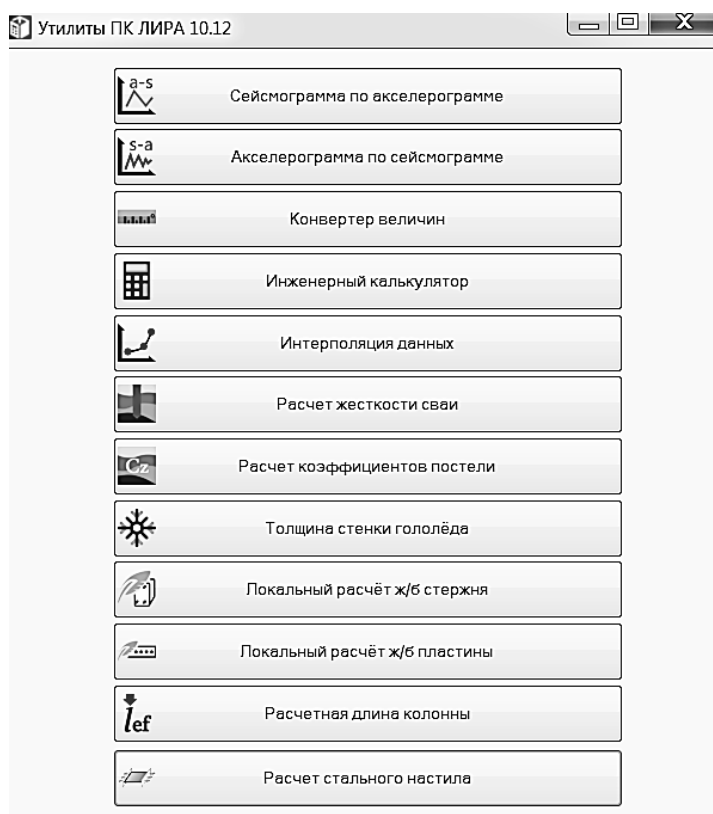 Утилиты ПК ЛИРА 10.12
a-s
Сейсмограмма по акселерограмме
s-a
Акселерограмма по сейсмограмме
Конвертер величин
Инженерный калькулятор
Интерполяция данных
Расчет жесткости сваи
Cz
Расчет коэффициентов постели
Толщина стенки гололёда
Локальный расчёт ж/б стержня
Локальный расчёт ж/б пластины
lef
Расчетная длина колонны
Расчет стального настила